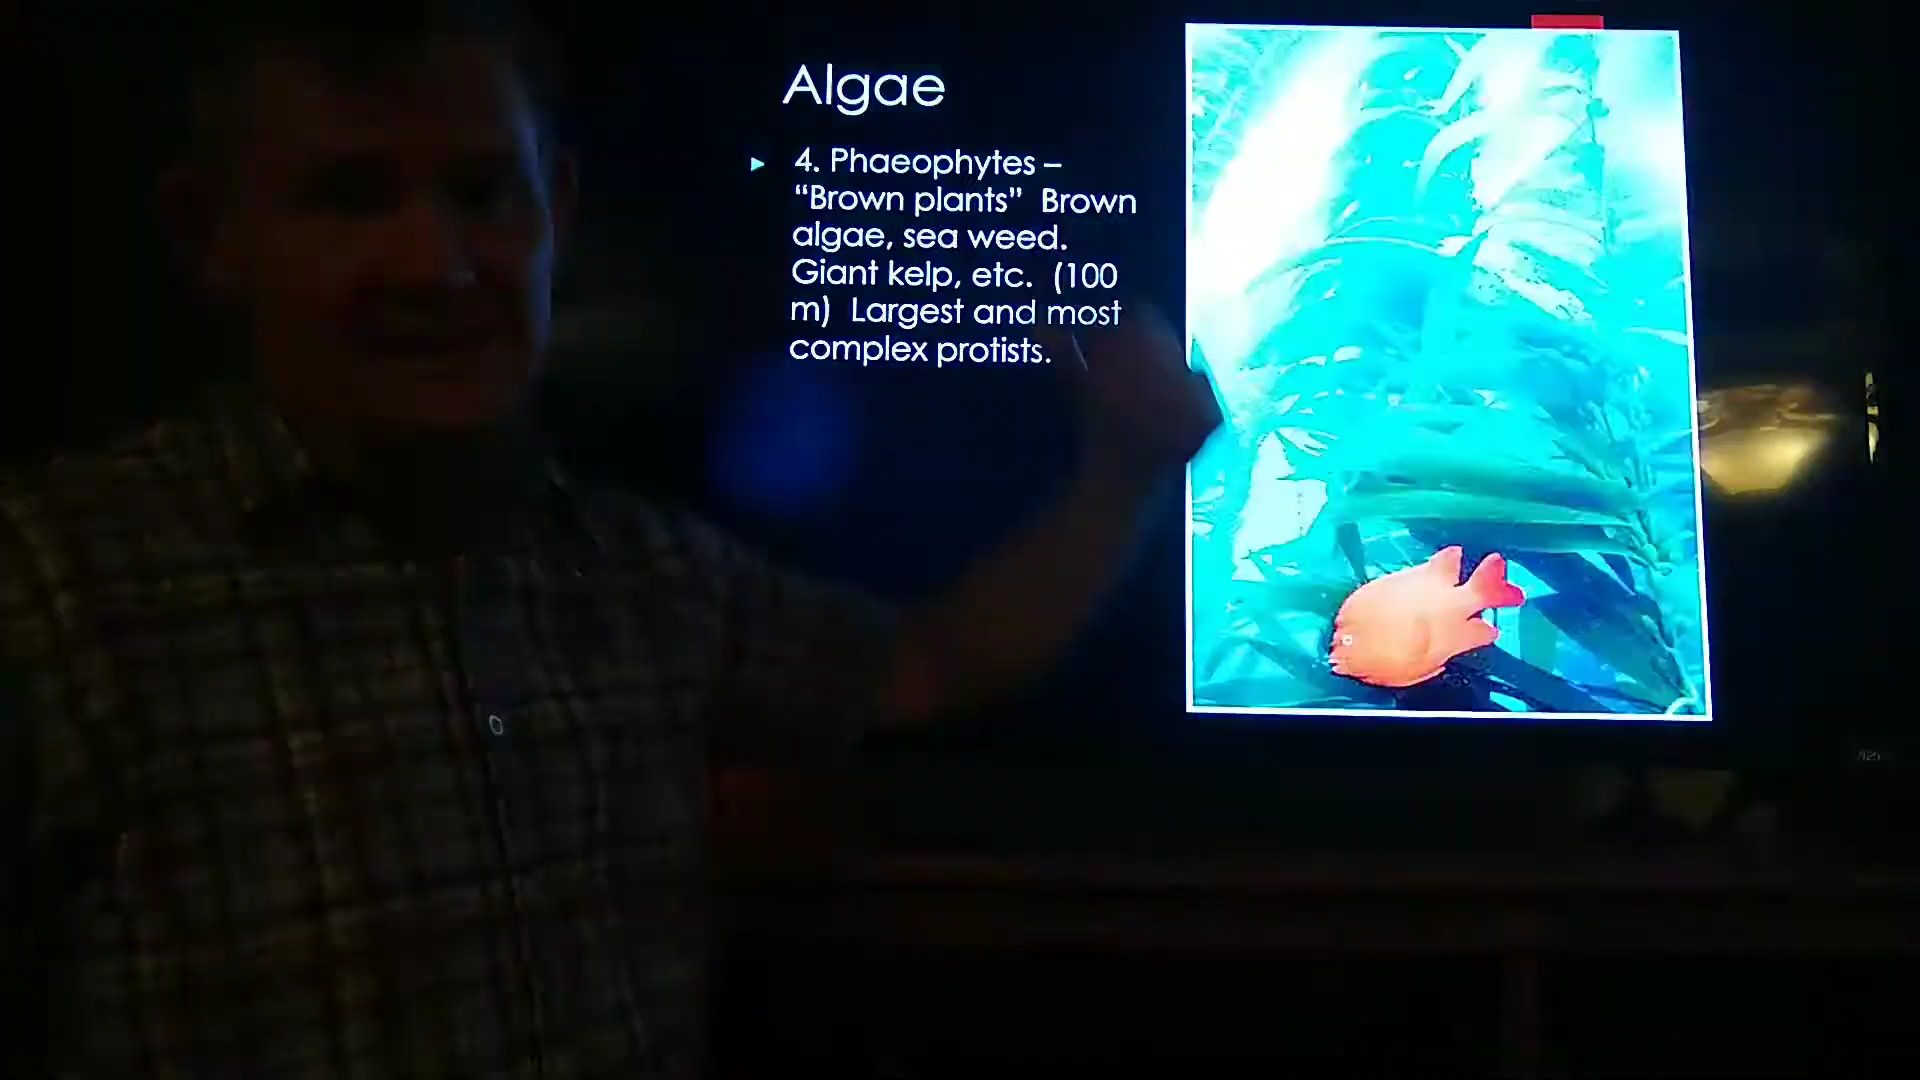 Algae
► 4. Phaeophytes –
“Brown plants” Brown
algae, sea weed.
Giant kelp, etc. (100
m) Largest and most
complex protists.